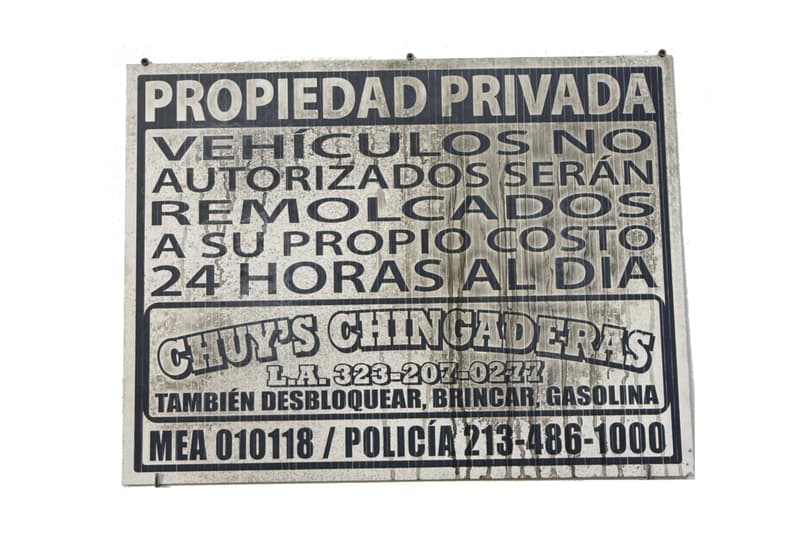 PROPIEDAD PRIVADA
VEHÍCULOS NO
AUTORIZADOS SERÁN
REMOLCADOS
A SU PROPIO COSTO
24 HORAS AL DIA
CHUY'S CHINGADERAS
L.A. 323-207-0277
TAMBIÉN DESBLOQUEAR, BRINCAR, GASOLINA
MEA 010118 / POLICÍA 213-486-1000